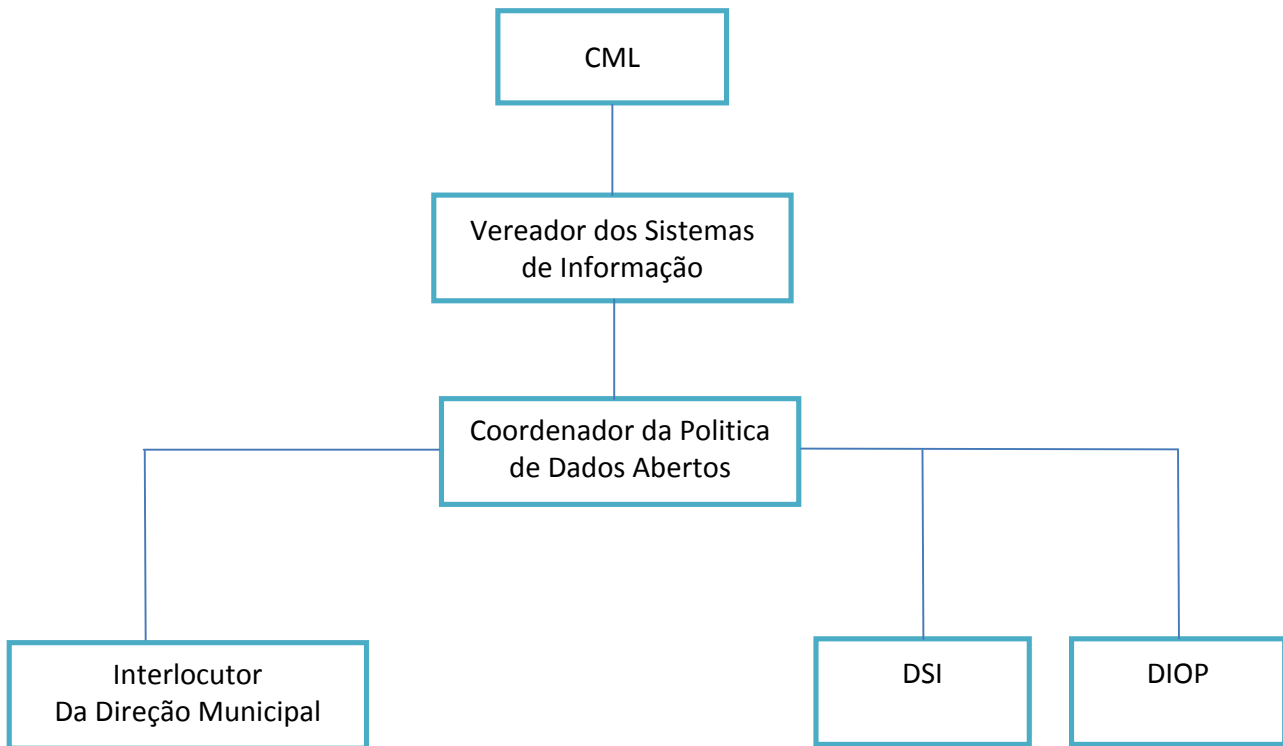 CML
Vereador dos Sistemas
de Informação
Coordenador da Politica
de Dados Abertos
Interlocutor
Da Direção Municipal
DSI
DIOP